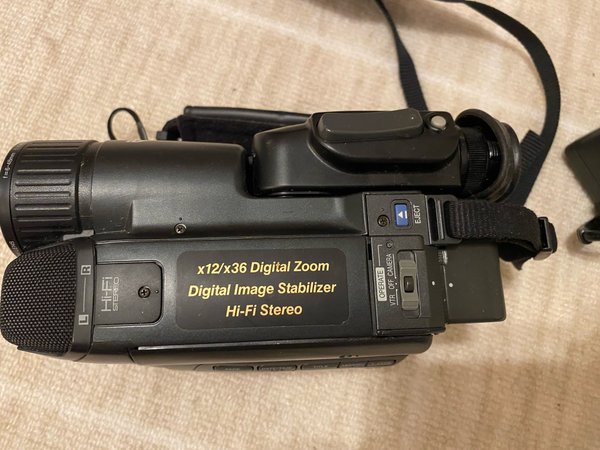 x12/x36 Digital Zoom
Digital Image Stabilizer
Hi-Fi Stereo
L
R
Hi-Fi
STEREO
EJECT
OPERATE
VTR OFF CAMERA